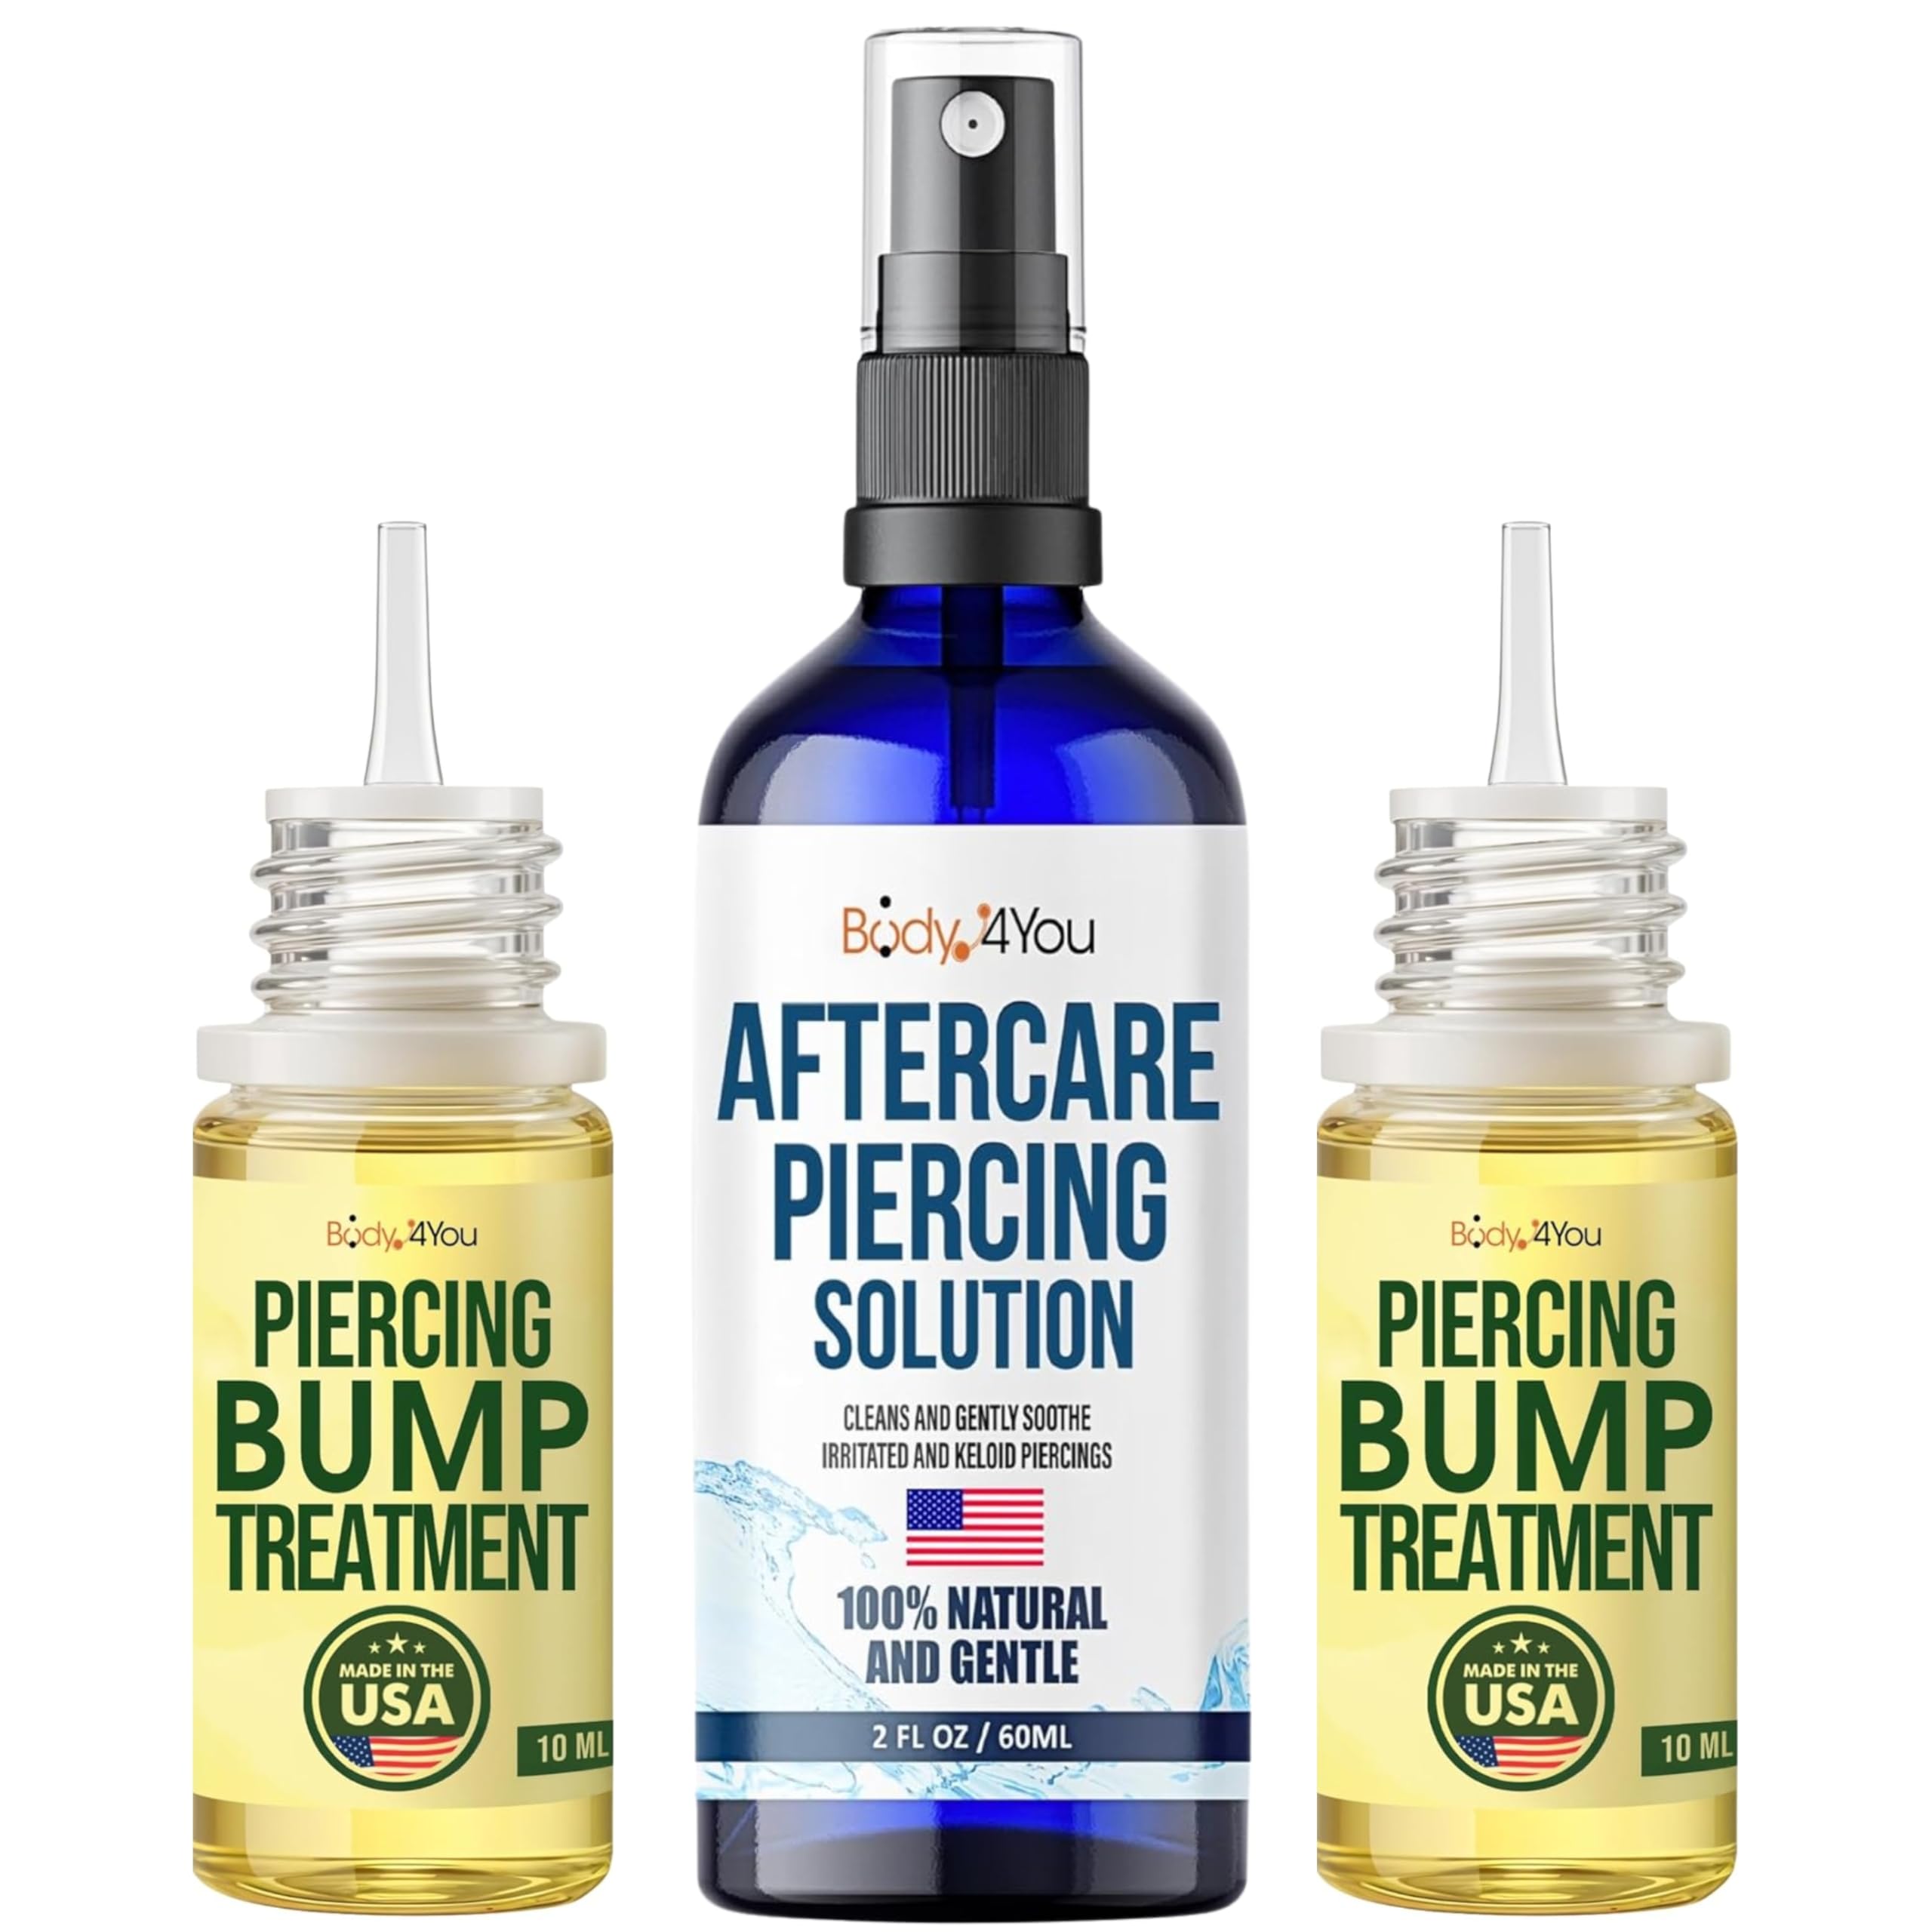 Body4You
PIERCING
BUMP
TREATMENT
MADE IN THE
USA
10 ML
Body4You
AFTERCARE
PIERCING
SOLUTION
CLEANS AND GENTLY SOOTHE
IRRITATED AND KELOID PIERCINGS
100% NATURAL
AND GENTLE
2 FL OZ / 60ML
Body4You
PIERCING
BUMP
TREATMENT
MADE IN THE
USA
10 ML